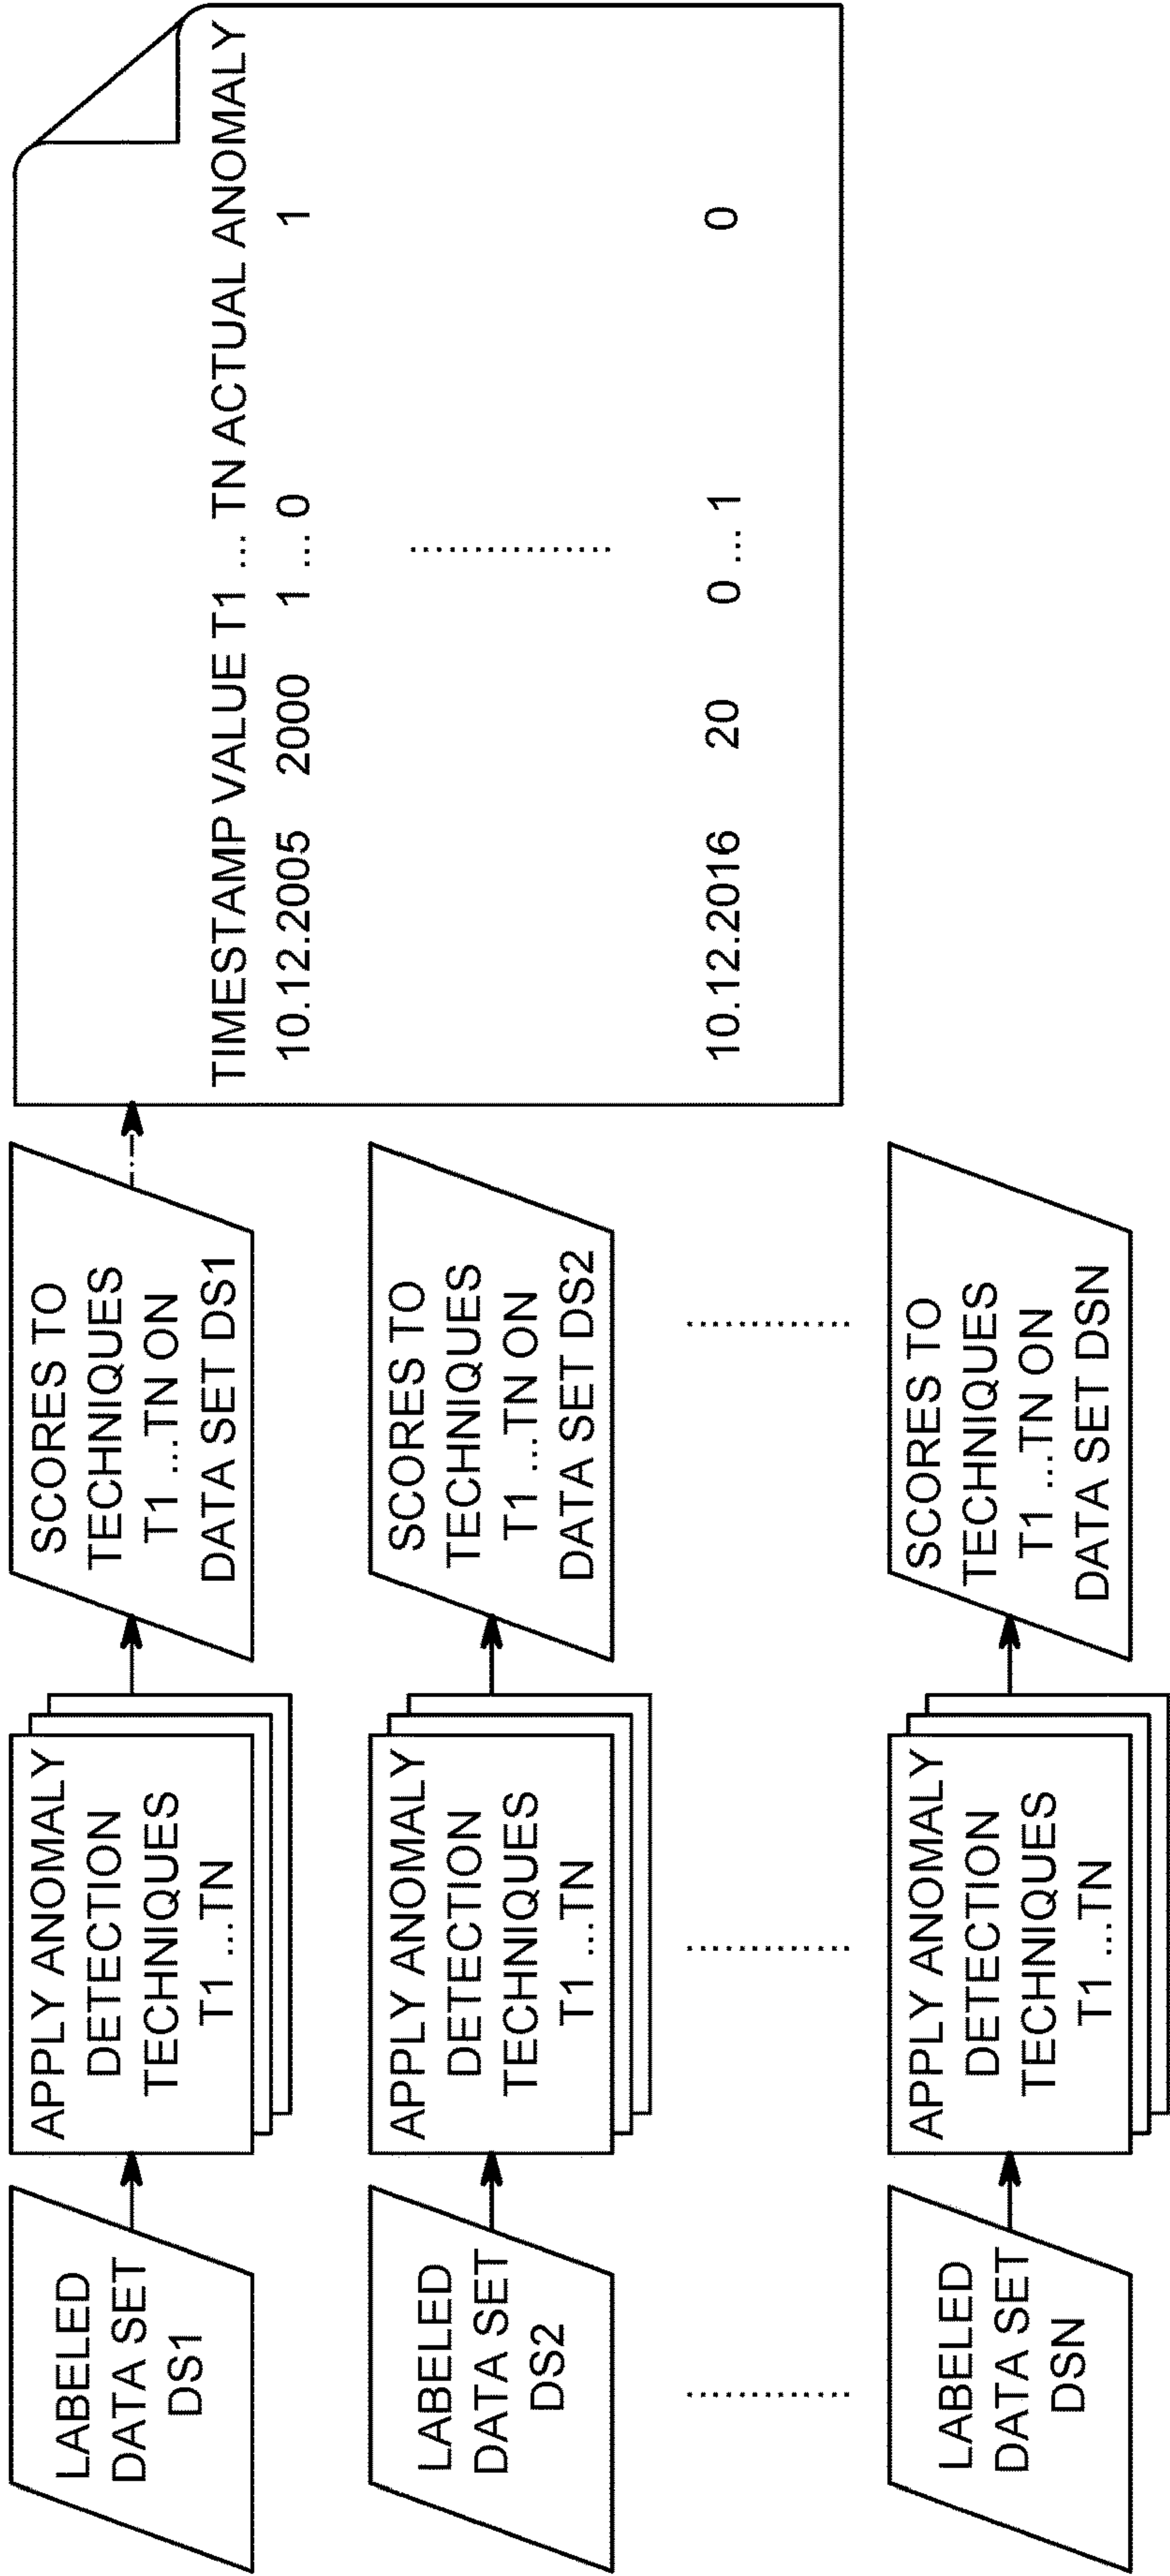 LABELED
DATA SET
DS1
APPLY ANOMALY
DETECTION
TECHNIQUES
T1 ...TN
SCORES TO
TECHNIQUES
T1 ...TN ON
DATA SET DS1
TIMESTAMP VALUE T1 ... TN ACTUAL ANOMALY
10.12.2005 2000 1 ... 0 1
10.12.2016 20 0 ... 1 0
LABELED
DATA SET
DS2
APPLY ANOMALY
DETECTION
TECHNIQUES
T1 ...TN
SCORES TO
TECHNIQUES
T1 ...TN ON
DATA SET DS2
LABELED
DATA SET
DSN
APPLY ANOMALY
DETECTION
TECHNIQUES
T1 ...TN
SCORES TO
TECHNIQUES
T1 ...TN ON
DATA SET DSN